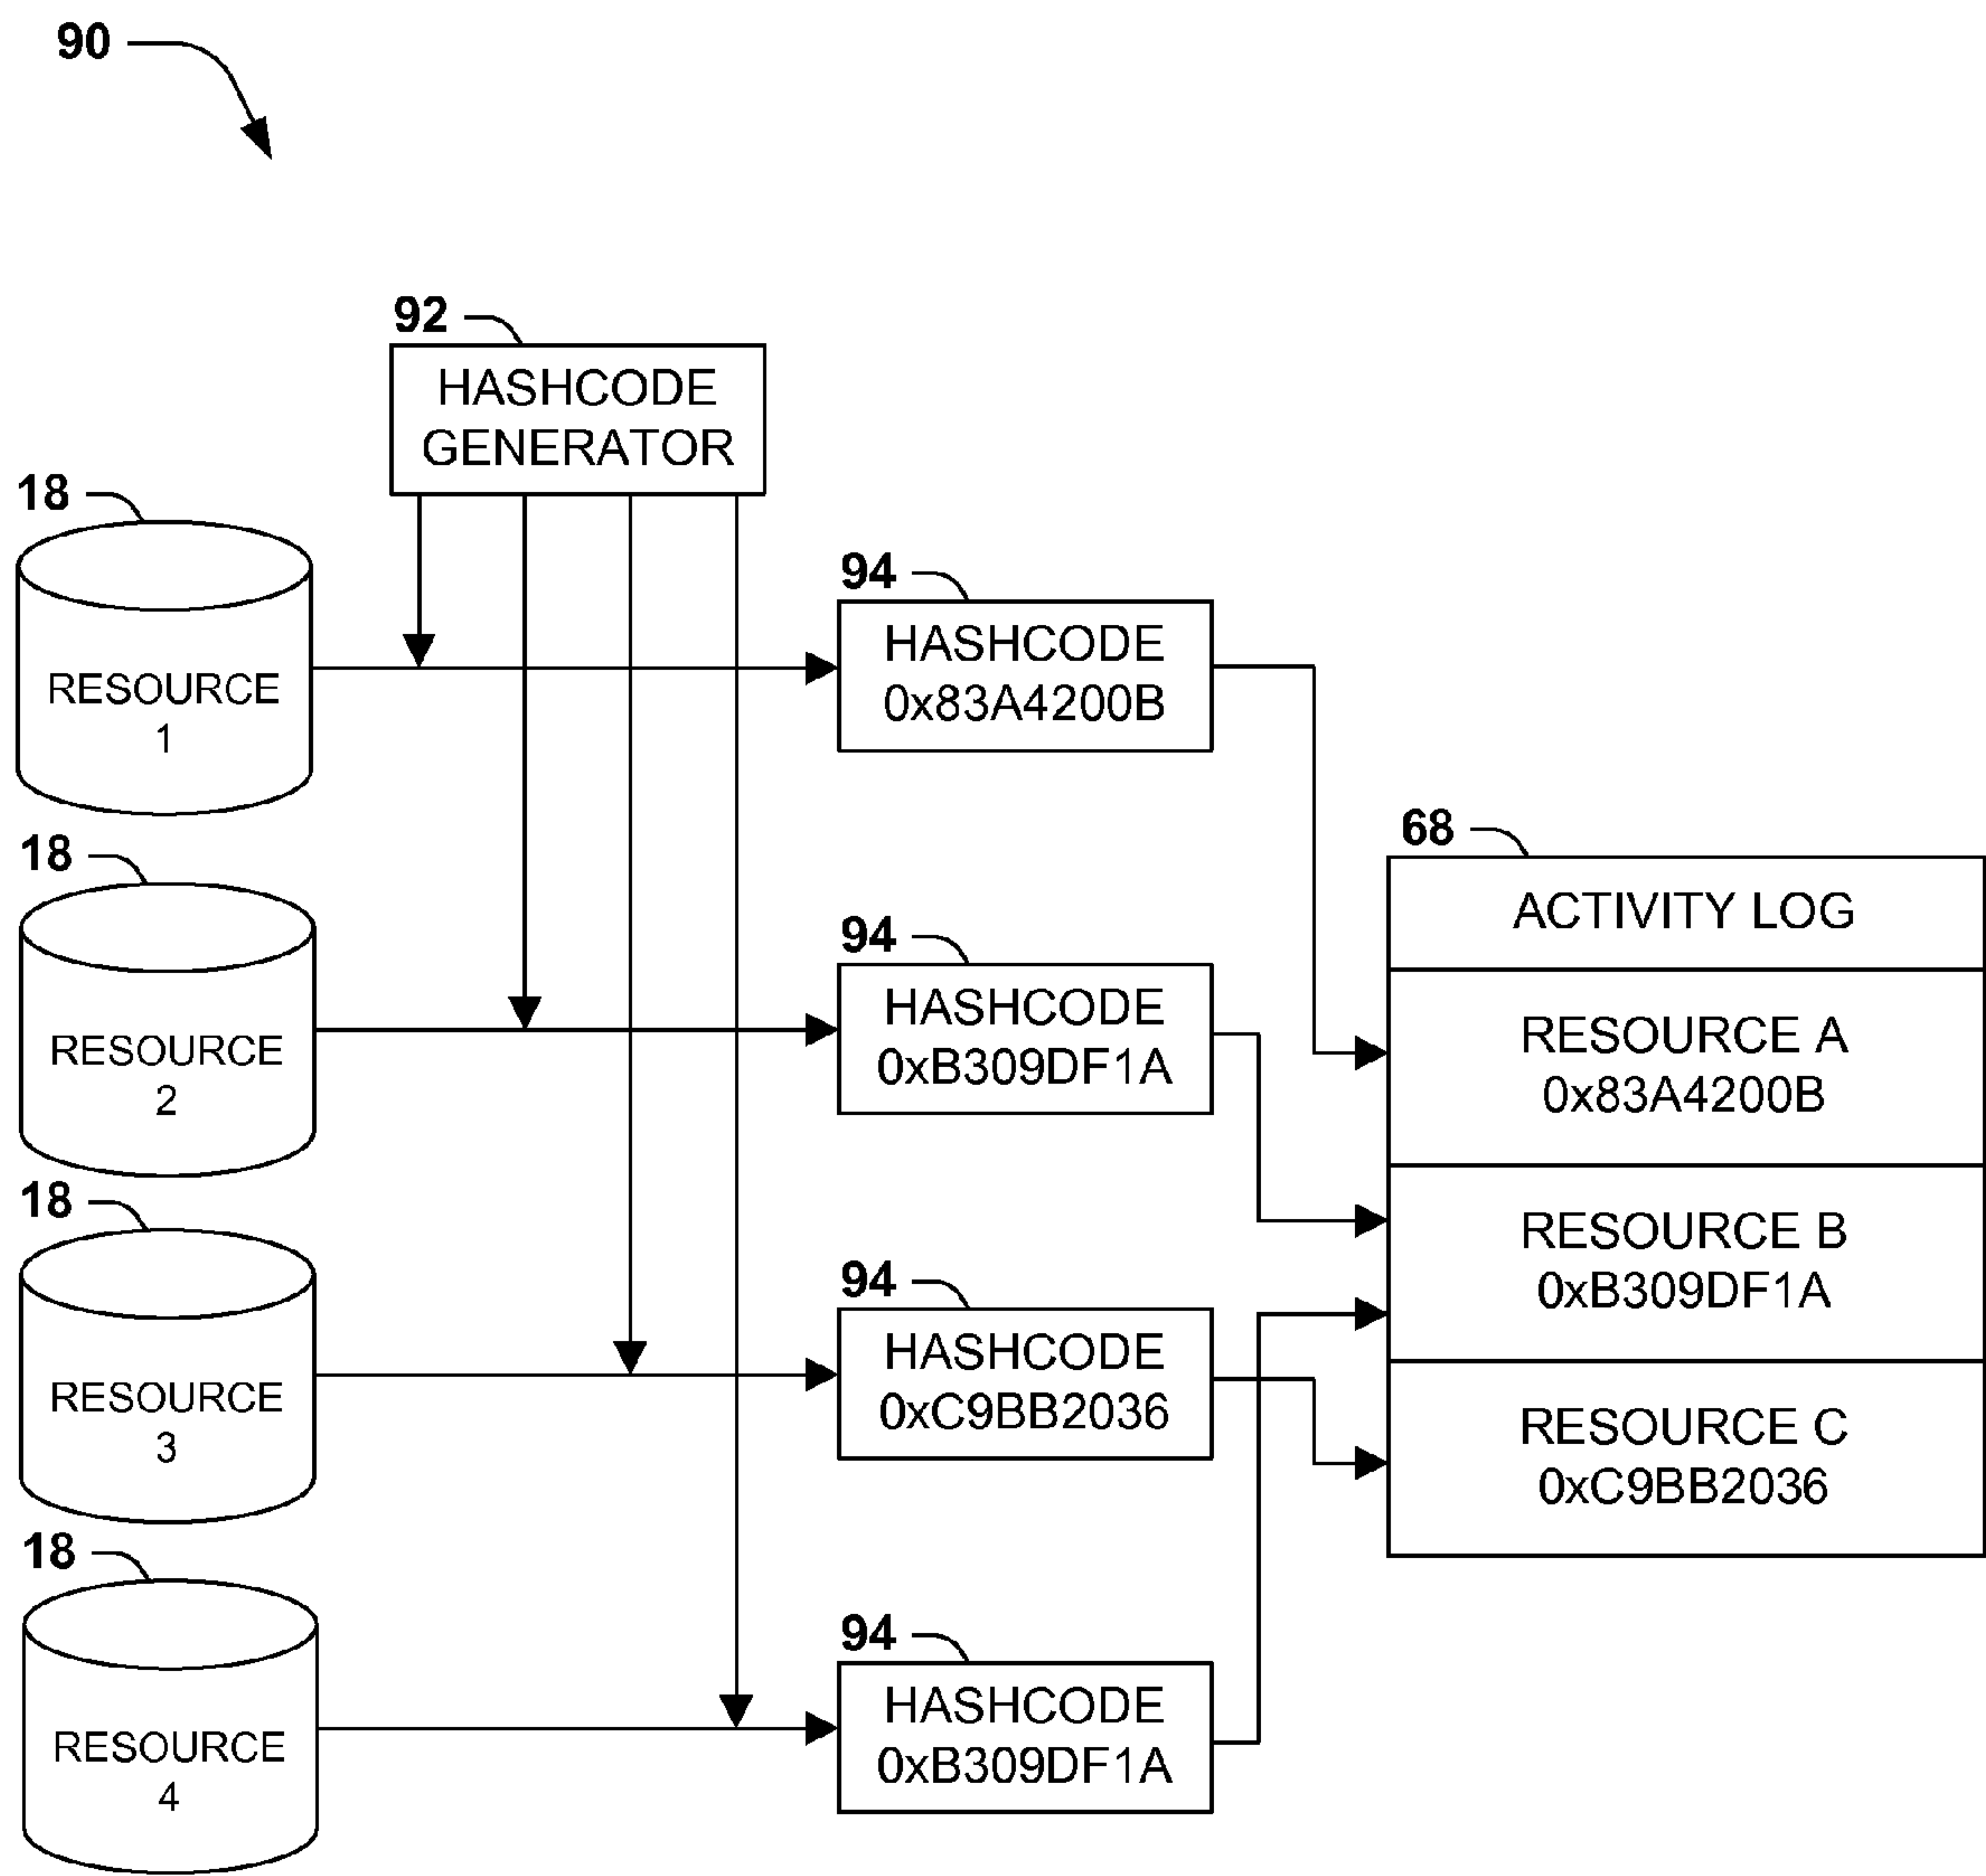 90
92
HASHCODE
GENERATOR
18
RESOURCE
1
94
HASHCODE
0x83A4200B
18
RESOURCE
2
94
HASHCODE
0xB309DF1A
18
RESOURCE
3
94
HASHCODE
0xC9BB2036
18
RESOURCE
4
94
HASHCODE
0xB309DF1A
68
ACTIVITY LOG
RESOURCE A
0x83A4200B
RESOURCE B
0xB309DF1A
RESOURCE C
0xC9BB2036